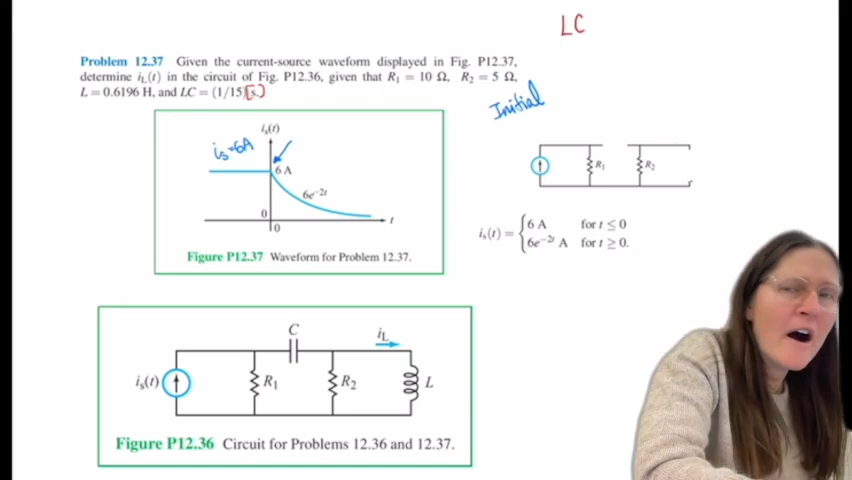 LC
Problem 12.37 Given the current-source waveform displayed in Fig. P12.37,
determine iL(t) in the circuit of Fig. P12.36, given that R1 = 10 Ω, R2 = 5 Ω,
L = 0.6196 H, and LC = (1/15) s.
Initial
is(t)
is=6A
6 A
6e−2t
0
t
0
Figure P12.37 Waveform for Problem 12.37.
R1
R2
is(t) = { 6 A for t ≤ 0
6e−2t A for t ≥ 0.
C
iL
is(t)
R1
R2
L
Figure P12.36 Circuit for Problems 12.36 and 12.37.